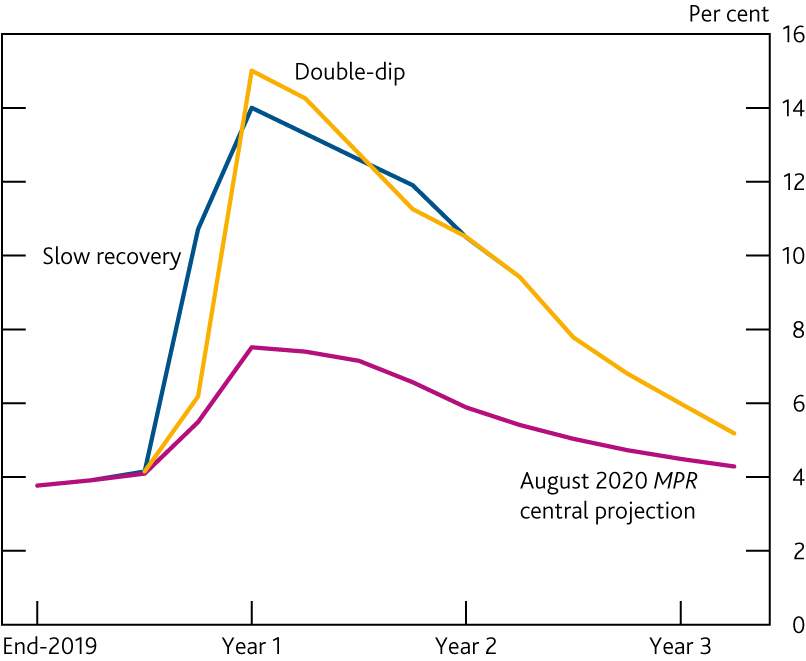 Per cent
16
Double-dip
14
12
Slow recovery
10
8
6
August 2020 MPR
central projection
4
2
0
End-2019 Year 1 Year 2 Year 3